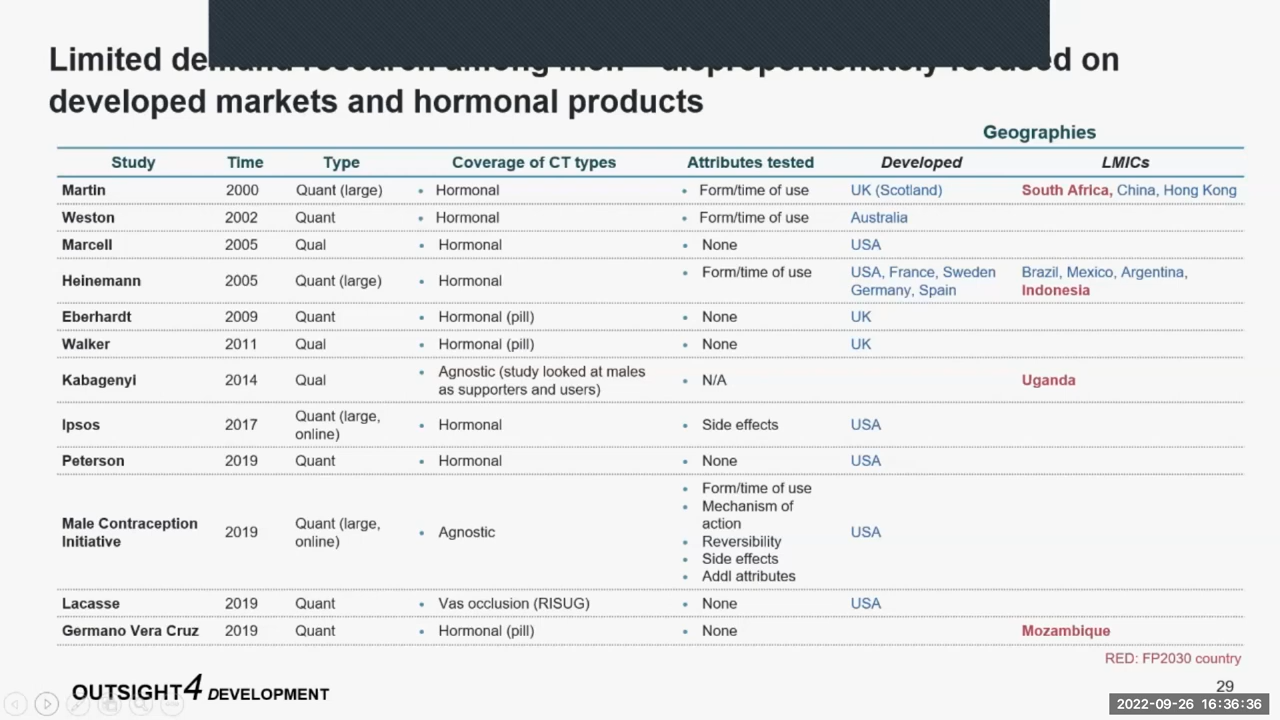 Limited demand research among men – disproportionately focused on
developed markets and hormonal products
Geographies
Study Time Type Coverage of CT types Attributes tested Developed LMICs
Martin 2000 Quant (large) • Hormonal • Form/time of use UK (Scotland) South Africa, China, Hong Kong
Weston 2002 Quant • Hormonal • Form/time of use Australia
Marcell 2005 Qual • Hormonal • None USA
Heinemann 2005 Quant (large) • Hormonal • Form/time of use USA, France, Sweden Brazil, Mexico, Argentina,
Germany, Spain Indonesia
Eberhardt 2009 Quant • Hormonal (pill) • None UK
Walker 2011 Qual • Hormonal (pill) • None UK
Kabagenyi 2014 Qual • Agnostic (study looked at males • N/A Uganda
as supporters and users)
Ipsos 2017 Quant (large, • Hormonal • Side effects USA
online)
Peterson 2019 Quant • Hormonal • None USA
Male Contraception 2019 Quant (large, • Agnostic • Form/time of use USA
Initiative online) • Mechanism of
action
• Reversibility
• Side effects
• Addl attributes
Lacasse 2019 Quant • Vas occlusion (RISUG) • None USA
Germano Vera Cruz 2019 Quant • Hormonal (pill) • None Mozambique
RED: FP2030 country
OUTSIGHT4 DEVELOPMENT
29
2022-09-26 16:36:36